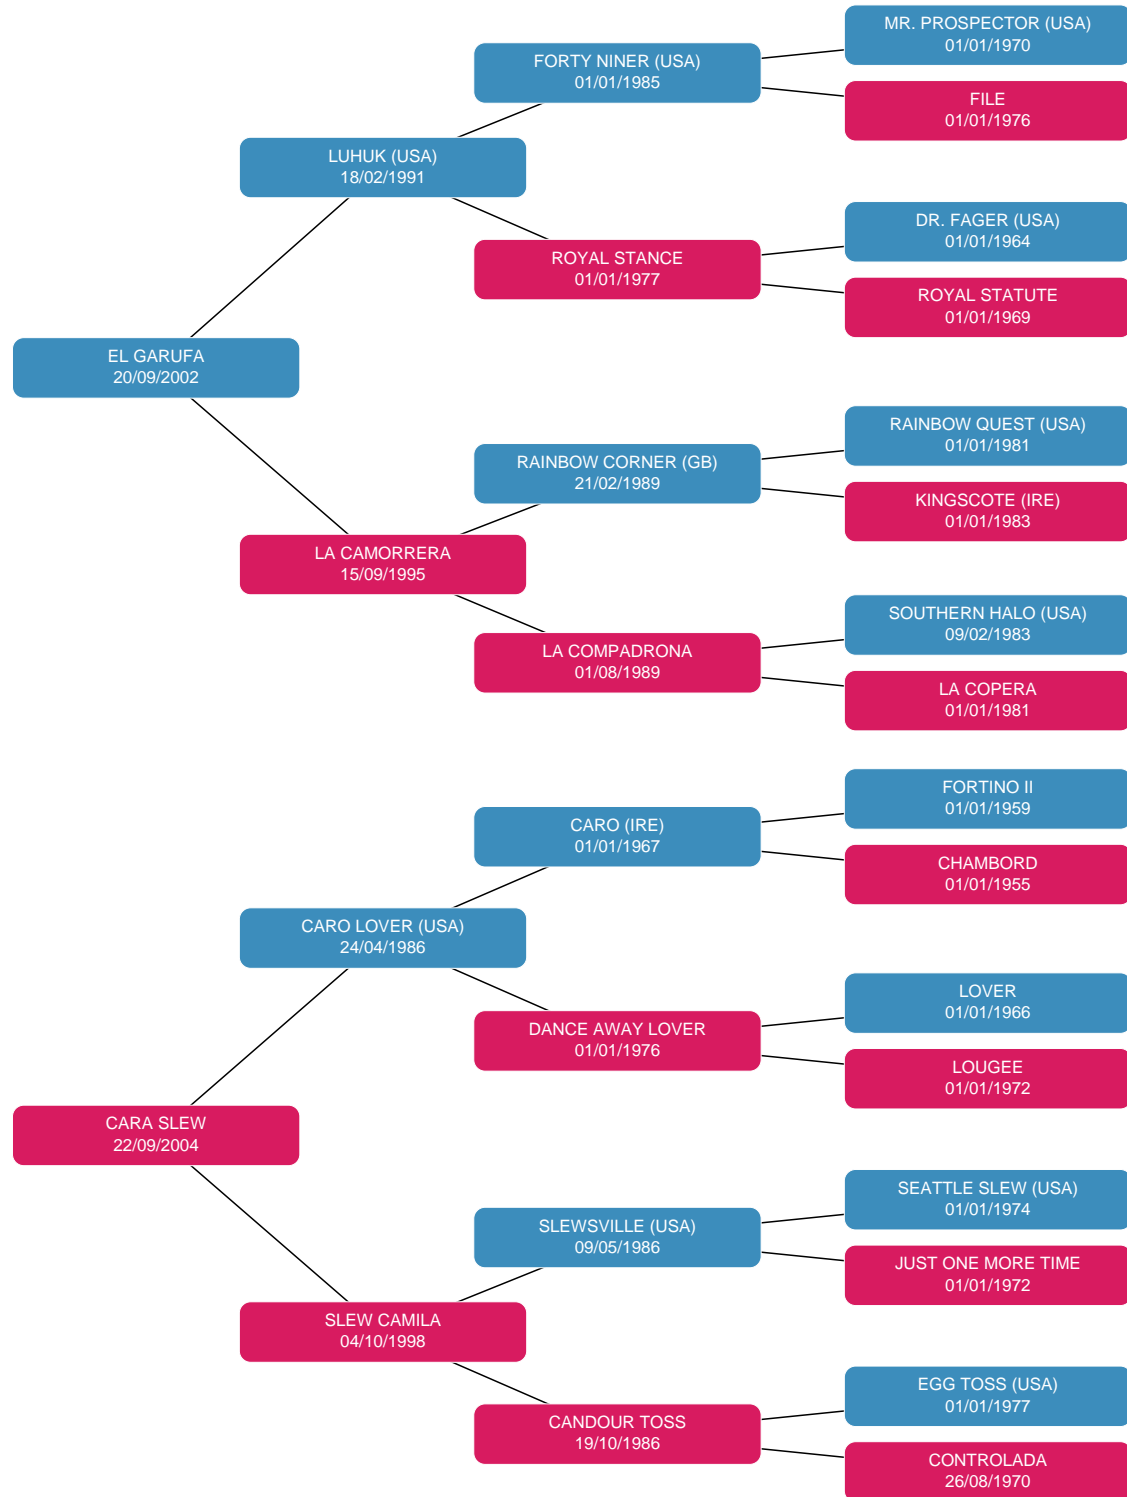 MR. PROSPECTOR (USA)
01/01/1970
FORTY NINER (USA)
01/01/1985
FILE
01/01/1976
LUHUK (USA)
18/02/1991
DR. FAGER (USA)
01/01/1964
ROYAL STANCE
01/01/1977
ROYAL STATUTE
01/01/1969
EL GARUFA
20/09/2002
RAINBOW QUEST (USA)
01/01/1981
RAINBOW CORNER (GB)
21/02/1989
KINGSCOTE (IRE)
01/01/1983
LA CAMORRERA
15/09/1995
SOUTHERN HALO (USA)
09/02/1983
LA COMPADRONA
01/08/1989
LA COPERA
01/01/1981
FORTINO II
01/01/1959
CARO (IRE)
01/01/1967
CHAMBORD
01/01/1955
CARO LOVER (USA)
24/04/1986
LOVER
01/01/1966
DANCE AWAY LOVER
01/01/1976
LOUGEE
01/01/1972
CARA SLEW
22/09/2004
SEATTLE SLEW (USA)
01/01/1974
SLEWSVILLE (USA)
09/05/1986
JUST ONE MORE TIME
01/01/1972
SLEW CAMILA
04/10/1998
EGG TOSS (USA)
01/01/1977
CANDOUR TOSS
19/10/1986
CONTROLADA
26/08/1970